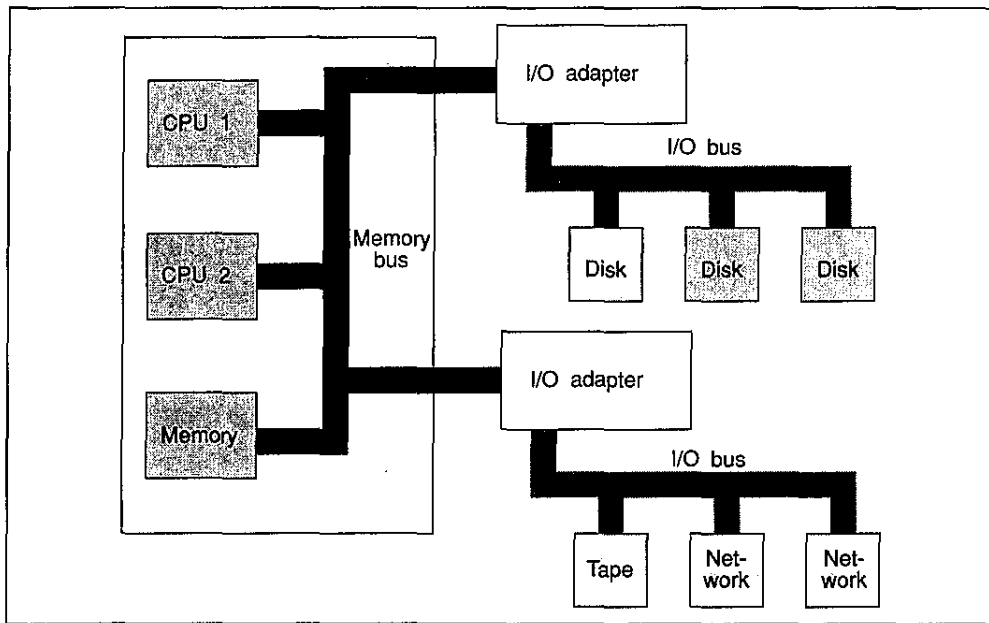 I/O adapter
CPU 1
I/O bus
Memory
bus
CPU 2
Disk
Disk
Disk
I/O adapter
Memory
I/O bus
Tape
Net-
work
Net-
work